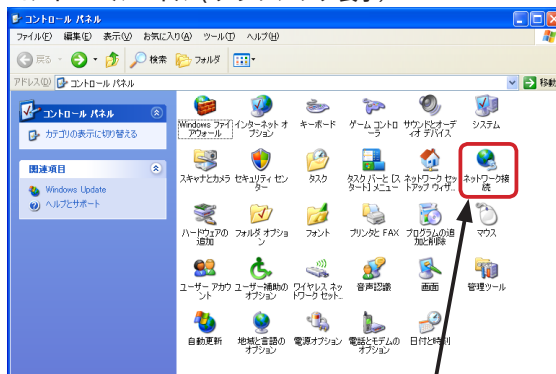 コントロール パネル
ファイル(F) 編集(E) 表示(V) お気に入り(A) ツール(T) ヘルプ(H)
戻る 検索 フォルダ
アドレス(D) コントロール パネル 移動
コントロール パネル
カテゴリの表示に切り替える
関連項目
Windows Update
ヘルプとサポート
Windows ファイ インターネット オ キーボード ゲーム コントロ サウンドとオーデ システム
アウォール プション ーラ ィオ デバイス
スキャナとカメラ セキュリティ セン タスク タスク バーと [ス ネットワーク セッ ネットワーク接
ター タート] メニュー トアップ ウィザ... 続
ハードウェアの フォルダ オプショ フォント プリンタと FAX プログラムの追 マウス
追加 ン 加と削除
ユーザー アカウ ユーザー補助の ワイヤレス ネッ 音声認識 画面 管理ツール
ント オプション トワーク セット...
自動更新 地域と言語の 電源オプション 電話とモデムの 日付と時刻
オプション オプション